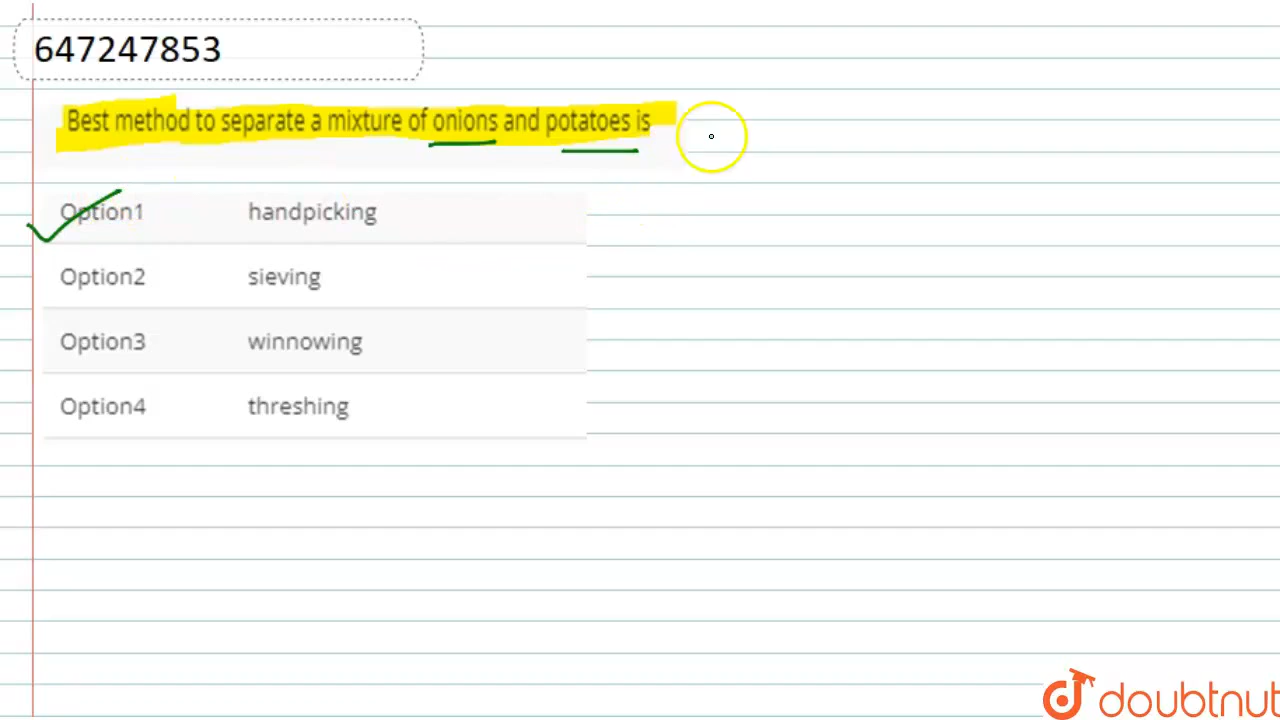 647247853
Best method to separate a mixture of onions and potatoes is
Option1 handpicking
Option2 sieving
Option3 winnowing
Option4 threshing
doubtnut